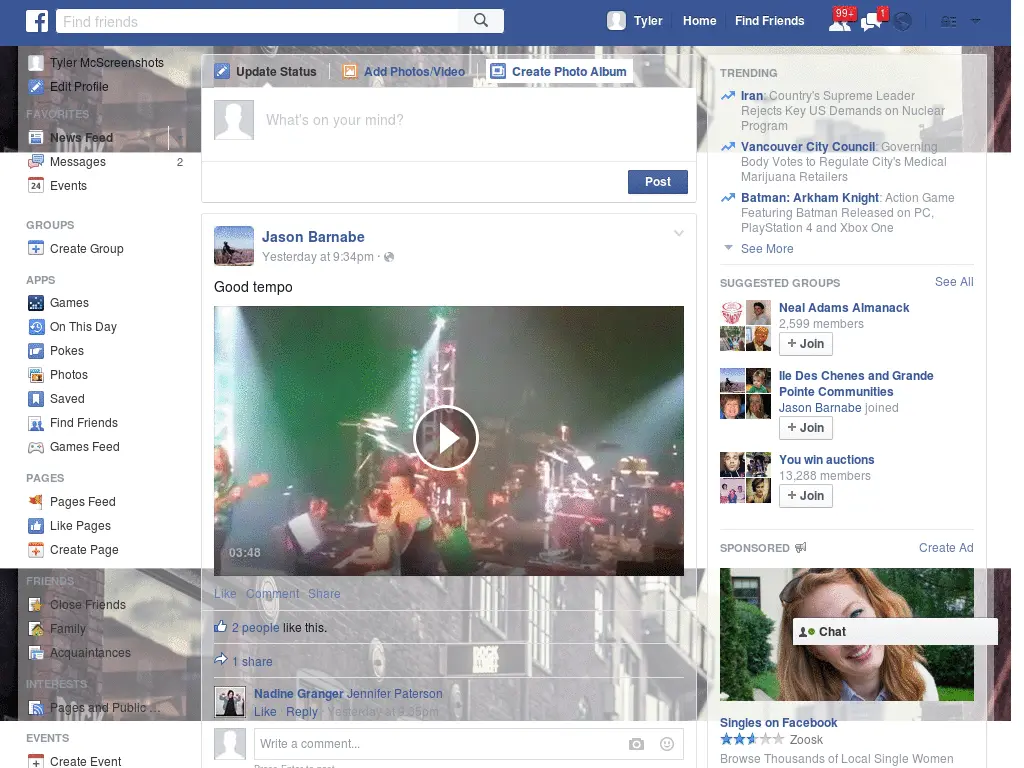 Find friends
Tyler
Home
Find Friends
99+
1
Tyler McScreenshots
Edit Profile
FAVORITES
News Feed
Messages
2
24 Events
GROUPS
Create Group
APPS
Games
On This Day
Pokes
Photos
Saved
Find Friends
Games Feed
PAGES
Pages Feed
Like Pages
Create Page
FRIENDS
Close Friends
Family
Acquaintances
INTERESTS
Pages and Public ...
EVENTS
Create Event
Update Status
Add Photos/Video
Create Photo Album
What's on your mind?
Post
Jason Barnabe
Yesterday at 9:34pm ·
Good tempo
03:48
Like Comment Share
2 people like this.
1 share
ROCK
Nadine Granger Jennifer Paterson
Like Reply · Yesterday at 9:35pm
Write a comment...
Press Enter to post.
TRENDING
Iran: Country's Supreme Leader
Rejects Key US Demands on Nuclear
Program
Vancouver City Council: Governing
Body Votes to Regulate City's Medical
Marijuana Retailers
Batman: Arkham Knight: Action Game
Featuring Batman Released on PC,
PlayStation 4 and Xbox One
See More
SUGGESTED GROUPS
See All
Neal Adams Almanack
2,599 members
+ Join
Ile Des Chenes and Grande
Pointe Communities
Jason Barnabe joined
+ Join
You win auctions
13,288 members
+ Join
SPONSORED
Create Ad
Chat
Singles on Facebook
Zoosk
Browse Thousands of Local Single Women